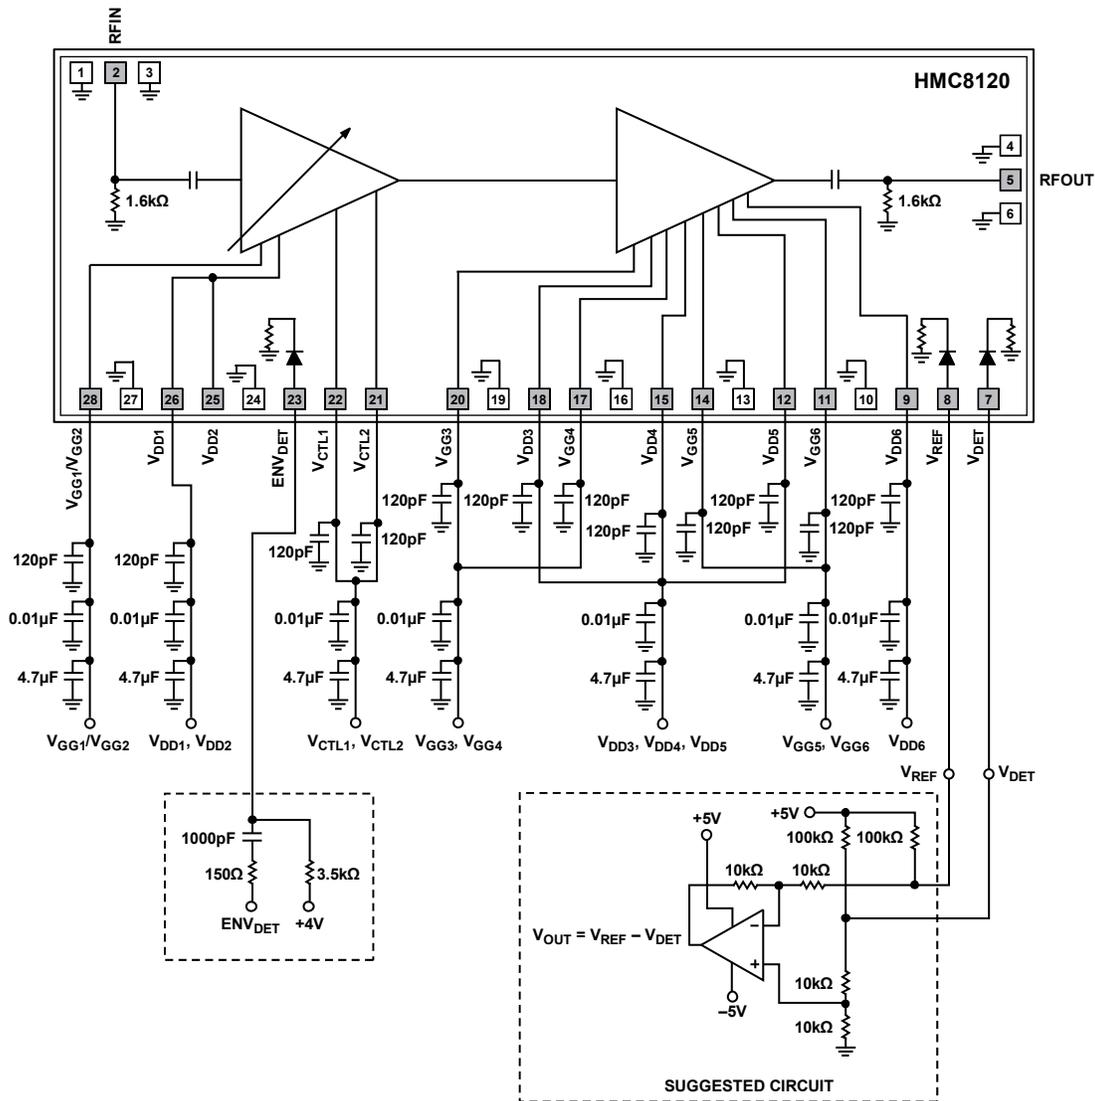 RFIN
HMC8120
1
2
3
4
5
6
RFOUT
1.6kΩ
1.6kΩ
28
27
26
25
24
23
22
21
20
19
18
17
16
15
14
13
12
11
10
9
8
7
VGG1/VGG2
VDD1
VDD2
ENVDET
VCTL1
VCTL2
VGG3
VDD3
VGG4
VDD4
VGG5
VDD5
VGG6
VDD6
VREF
VDET
120pF
120pF
120pF
120pF
120pF
120pF
120pF
120pF
120pF
120pF
120pF
120pF
120pF
0.01µF
0.01µF
0.01µF
0.01µF
0.01µF
0.01µF
0.01µF
4.7µF
4.7µF
4.7µF
4.7µF
4.7µF
4.7µF
4.7µF
VGG1/VGG2
VDD1, VDD2
VCTL1, VCTL2
VGG3, VGG4
VDD3, VDD4, VDD5
VGG5, VGG6
VDD6
VREF
VDET
1000pF
150Ω
3.5kΩ
ENVDET
+4V
+5V
+5V
100kΩ
100kΩ
10kΩ
10kΩ
VOUT = VREF – VDET
–
+
–5V
10kΩ
10kΩ
SUGGESTED CIRCUIT